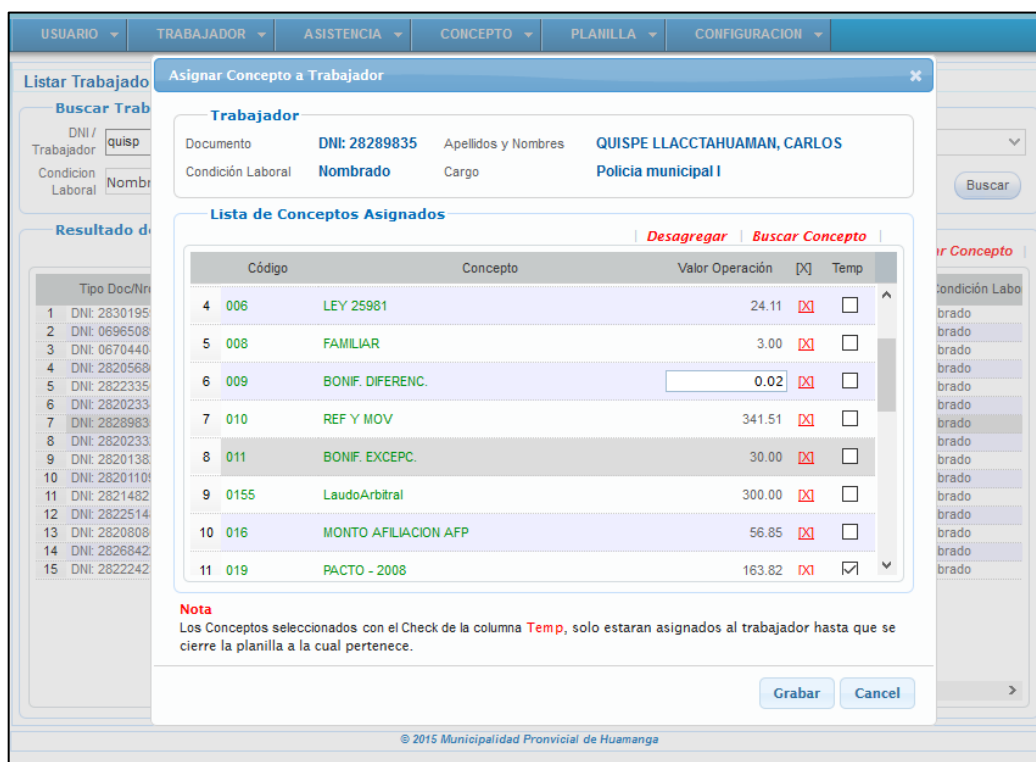 USUARIO TRABAJADOR ASISTENCIA CONCEPTO PLANILLA CONFIGURACION
Listar Trabajado
Asignar Concepto a Trabajador
Buscar Trab
DNI / Trabajador quisp
Condicion Laboral Nombr
Buscar
Trabajador
Documento DNI: 28289835 Apellidos y Nombres QUISPE LLACCTAHUAMAN, CARLOS
Condición Laboral Nombrado Cargo Policia municipal I
Resultado d
Lista de Conceptos Asignados
Desagregar | Buscar Concepto |
ar Concepto
Código Concepto Valor Operación [X] Temp
4 006 LEY 25981 24.11 [X]
5 008 FAMILIAR 3.00 [X]
6 009 BONIF. DIFERENC. 0.02 [X]
7 010 REF Y MOV 341.51 [X]
8 011 BONIF. EXCEPC. 30.00 [X]
9 0155 LaudoArbitral 300.00 [X]
10 016 MONTO AFILIACION AFP 56.85 [X]
11 019 PACTO - 2008 163.82 [X]
Tipo Doc/Nr Condición Labo
1 DNI: 2830195 brado
2 DNI: 0696508 brado
3 DNI: 0670440 brado
4 DNI: 2820568 brado
5 DNI: 2822335 brado
6 DNI: 2820233 brado
7 DNI: 2828983 brado
8 DNI: 2820233 brado
9 DNI: 2820138 brado
10 DNI: 2820110 brado
11 DNI: 2821482 brado
12 DNI: 2822514 brado
13 DNI: 2820808 brado
14 DNI: 2826842 brado
15 DNI: 2822242 brado
Nota
Los Conceptos seleccionados con el Check de la columna Temp, solo estaran asignados al trabajador hasta que se
cierre la planilla a la cual pertenece.
Grabar Cancel
© 2015 Municipalidad Pronvicial de Huamanga